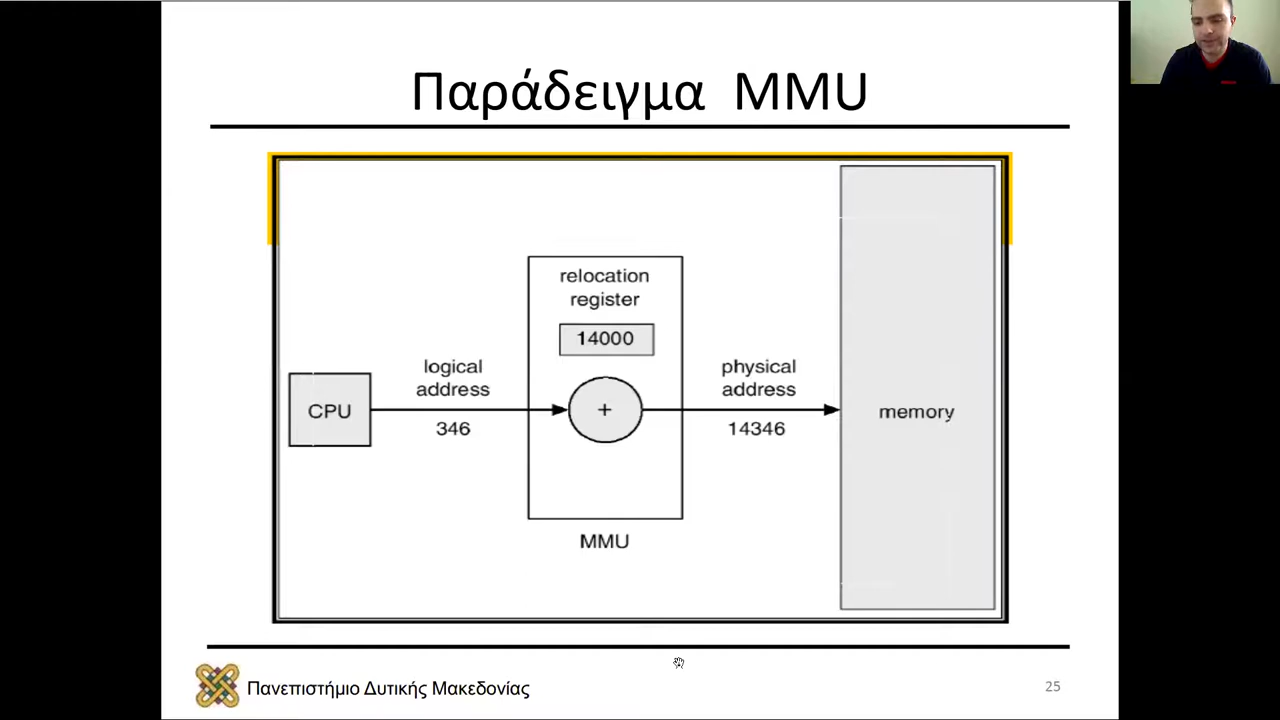 Παράδειγμα MMU
relocation
register
14000
logical
address
physical
address
CPU
+
memory
346
14346
MMU
Πανεπιστήμιο Δυτικής Μακεδονίας
25